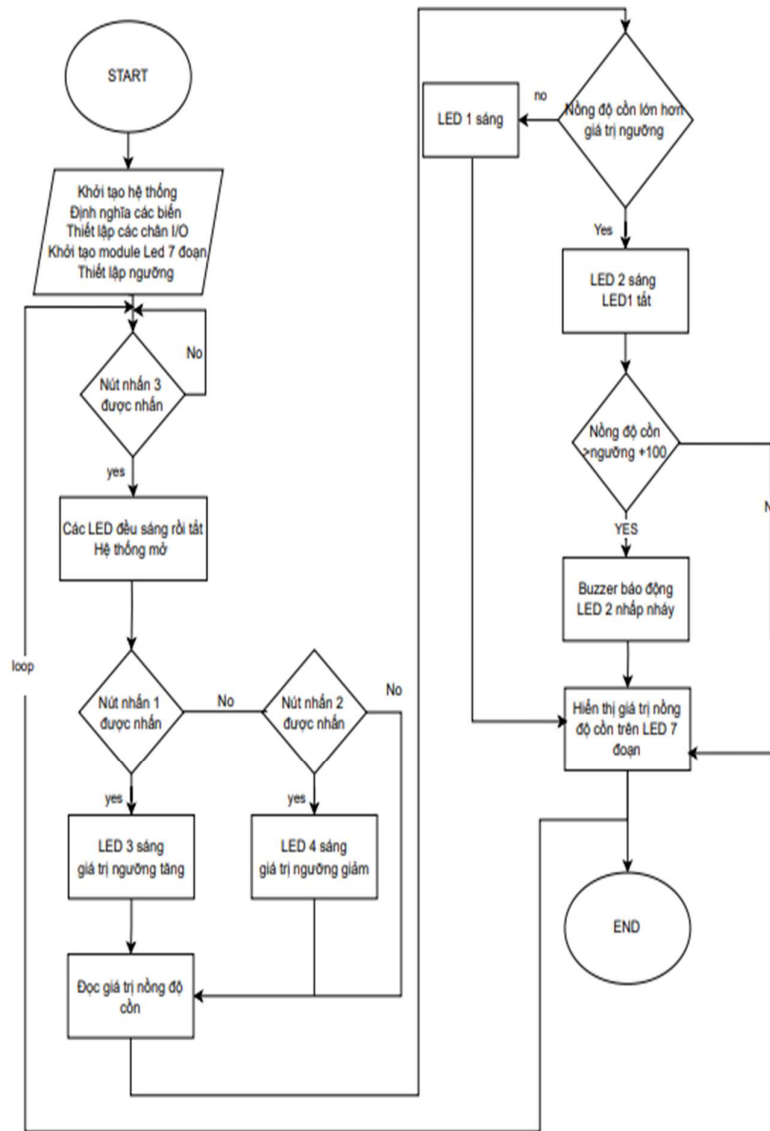 START
Khởi tạo hệ thống
Định nghĩa các biến
Thiết lập các chân I/O
Khởi tạo module Led 7 đoạn
Thiết lập ngưỡng
No
Nút nhấn 3
được nhấn
yes
Các LED đều sáng rồi tắt
Hệ thống mở
loop
Nút nhấn 1
được nhấn
No
Nút nhấn 2
được nhấn
No
yes
yes
LED 3 sáng
giá trị ngưỡng tăng
LED 4 sáng
giá trị ngưỡng giảm
Đọc giá trị nồng độ
cồn
Nồng độ cồn lớn hơn
giá trị ngưỡng
no
LED 1 sáng
Yes
LED 2 sáng
LED1 tắt
Nồng độ cồn
>ngưỡng +100
YES
Buzzer báo động
LED 2 nhấp nháy
Hiển thị giá trị nồng
độ cồn trên LED 7
đoạn
END